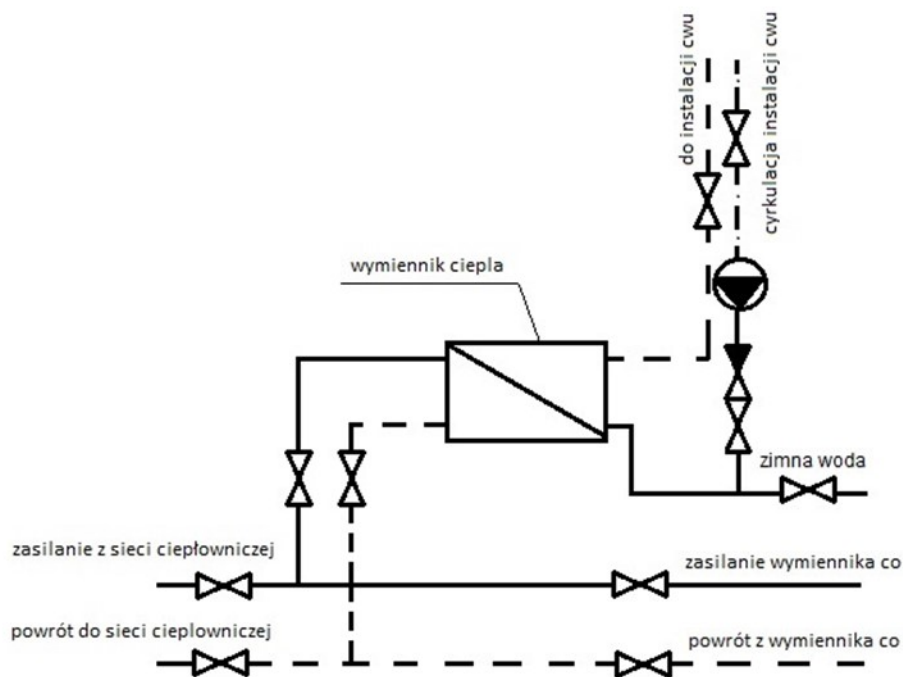 do instalacji cwu
cyrkulacja instalacji cwu
wymiennik ciepla
zimna woda
zasilanie z sieci ciepłowniczej
zasilanie wymiennika co
powrót do sieci cieplowniczej
powrót z wymiennika co